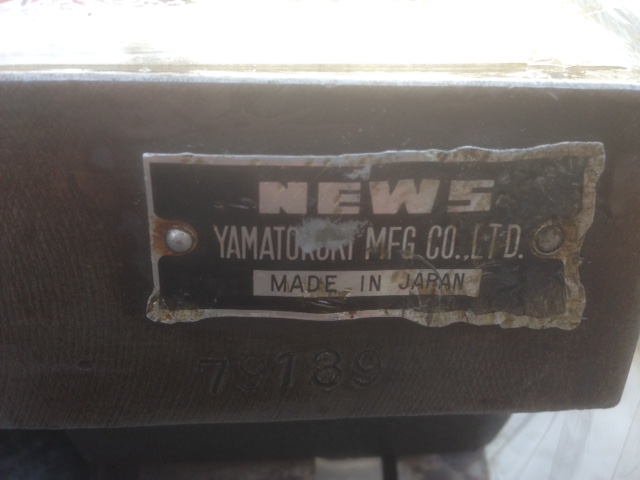 NEWS
YAMATOKOKI MFG CO.,LTD.
MADE IN JAPAN
79189